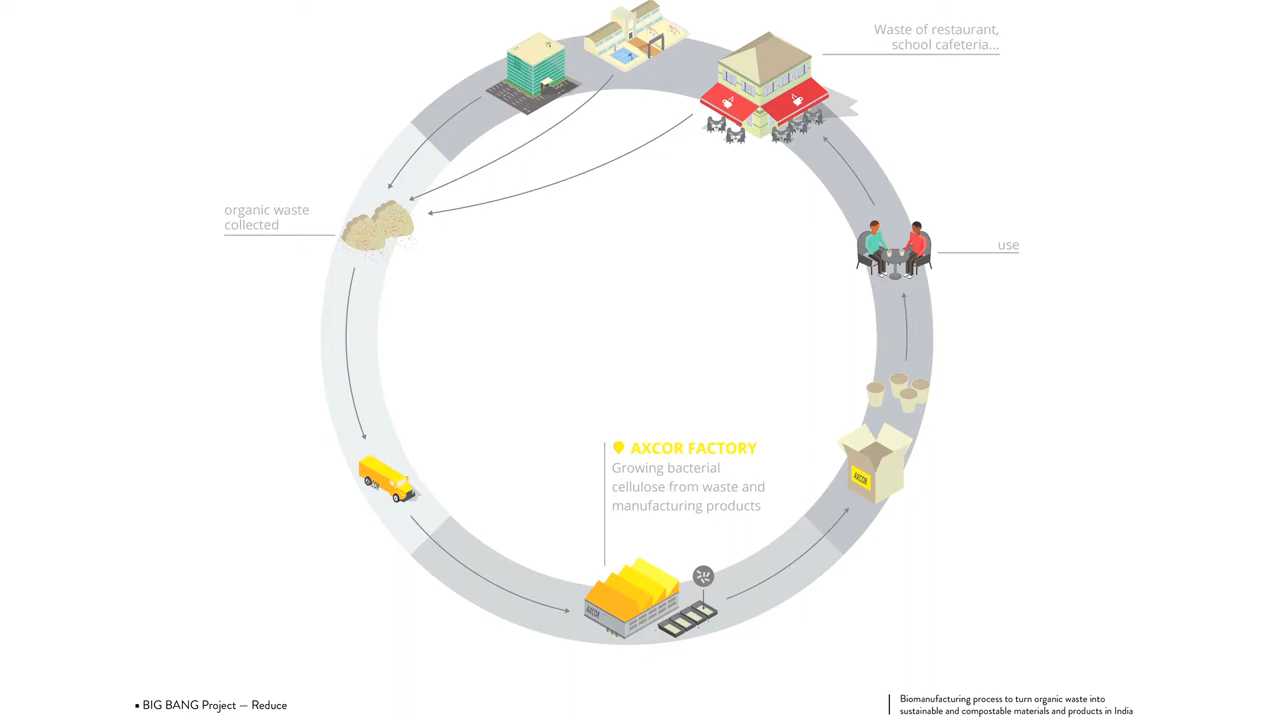 Waste of restaurant,
school cafeteria...
organic waste
collected
use
AXCOR FACTORY
Growing bacterial
cellulose from waste and
manufacturing products
AXCOR
AXCOR
AXCOR
▪ BIG BANG Project — Reduce
Biomanufacturing process to turn organic waste into
sustainable and compostable materials and products in India